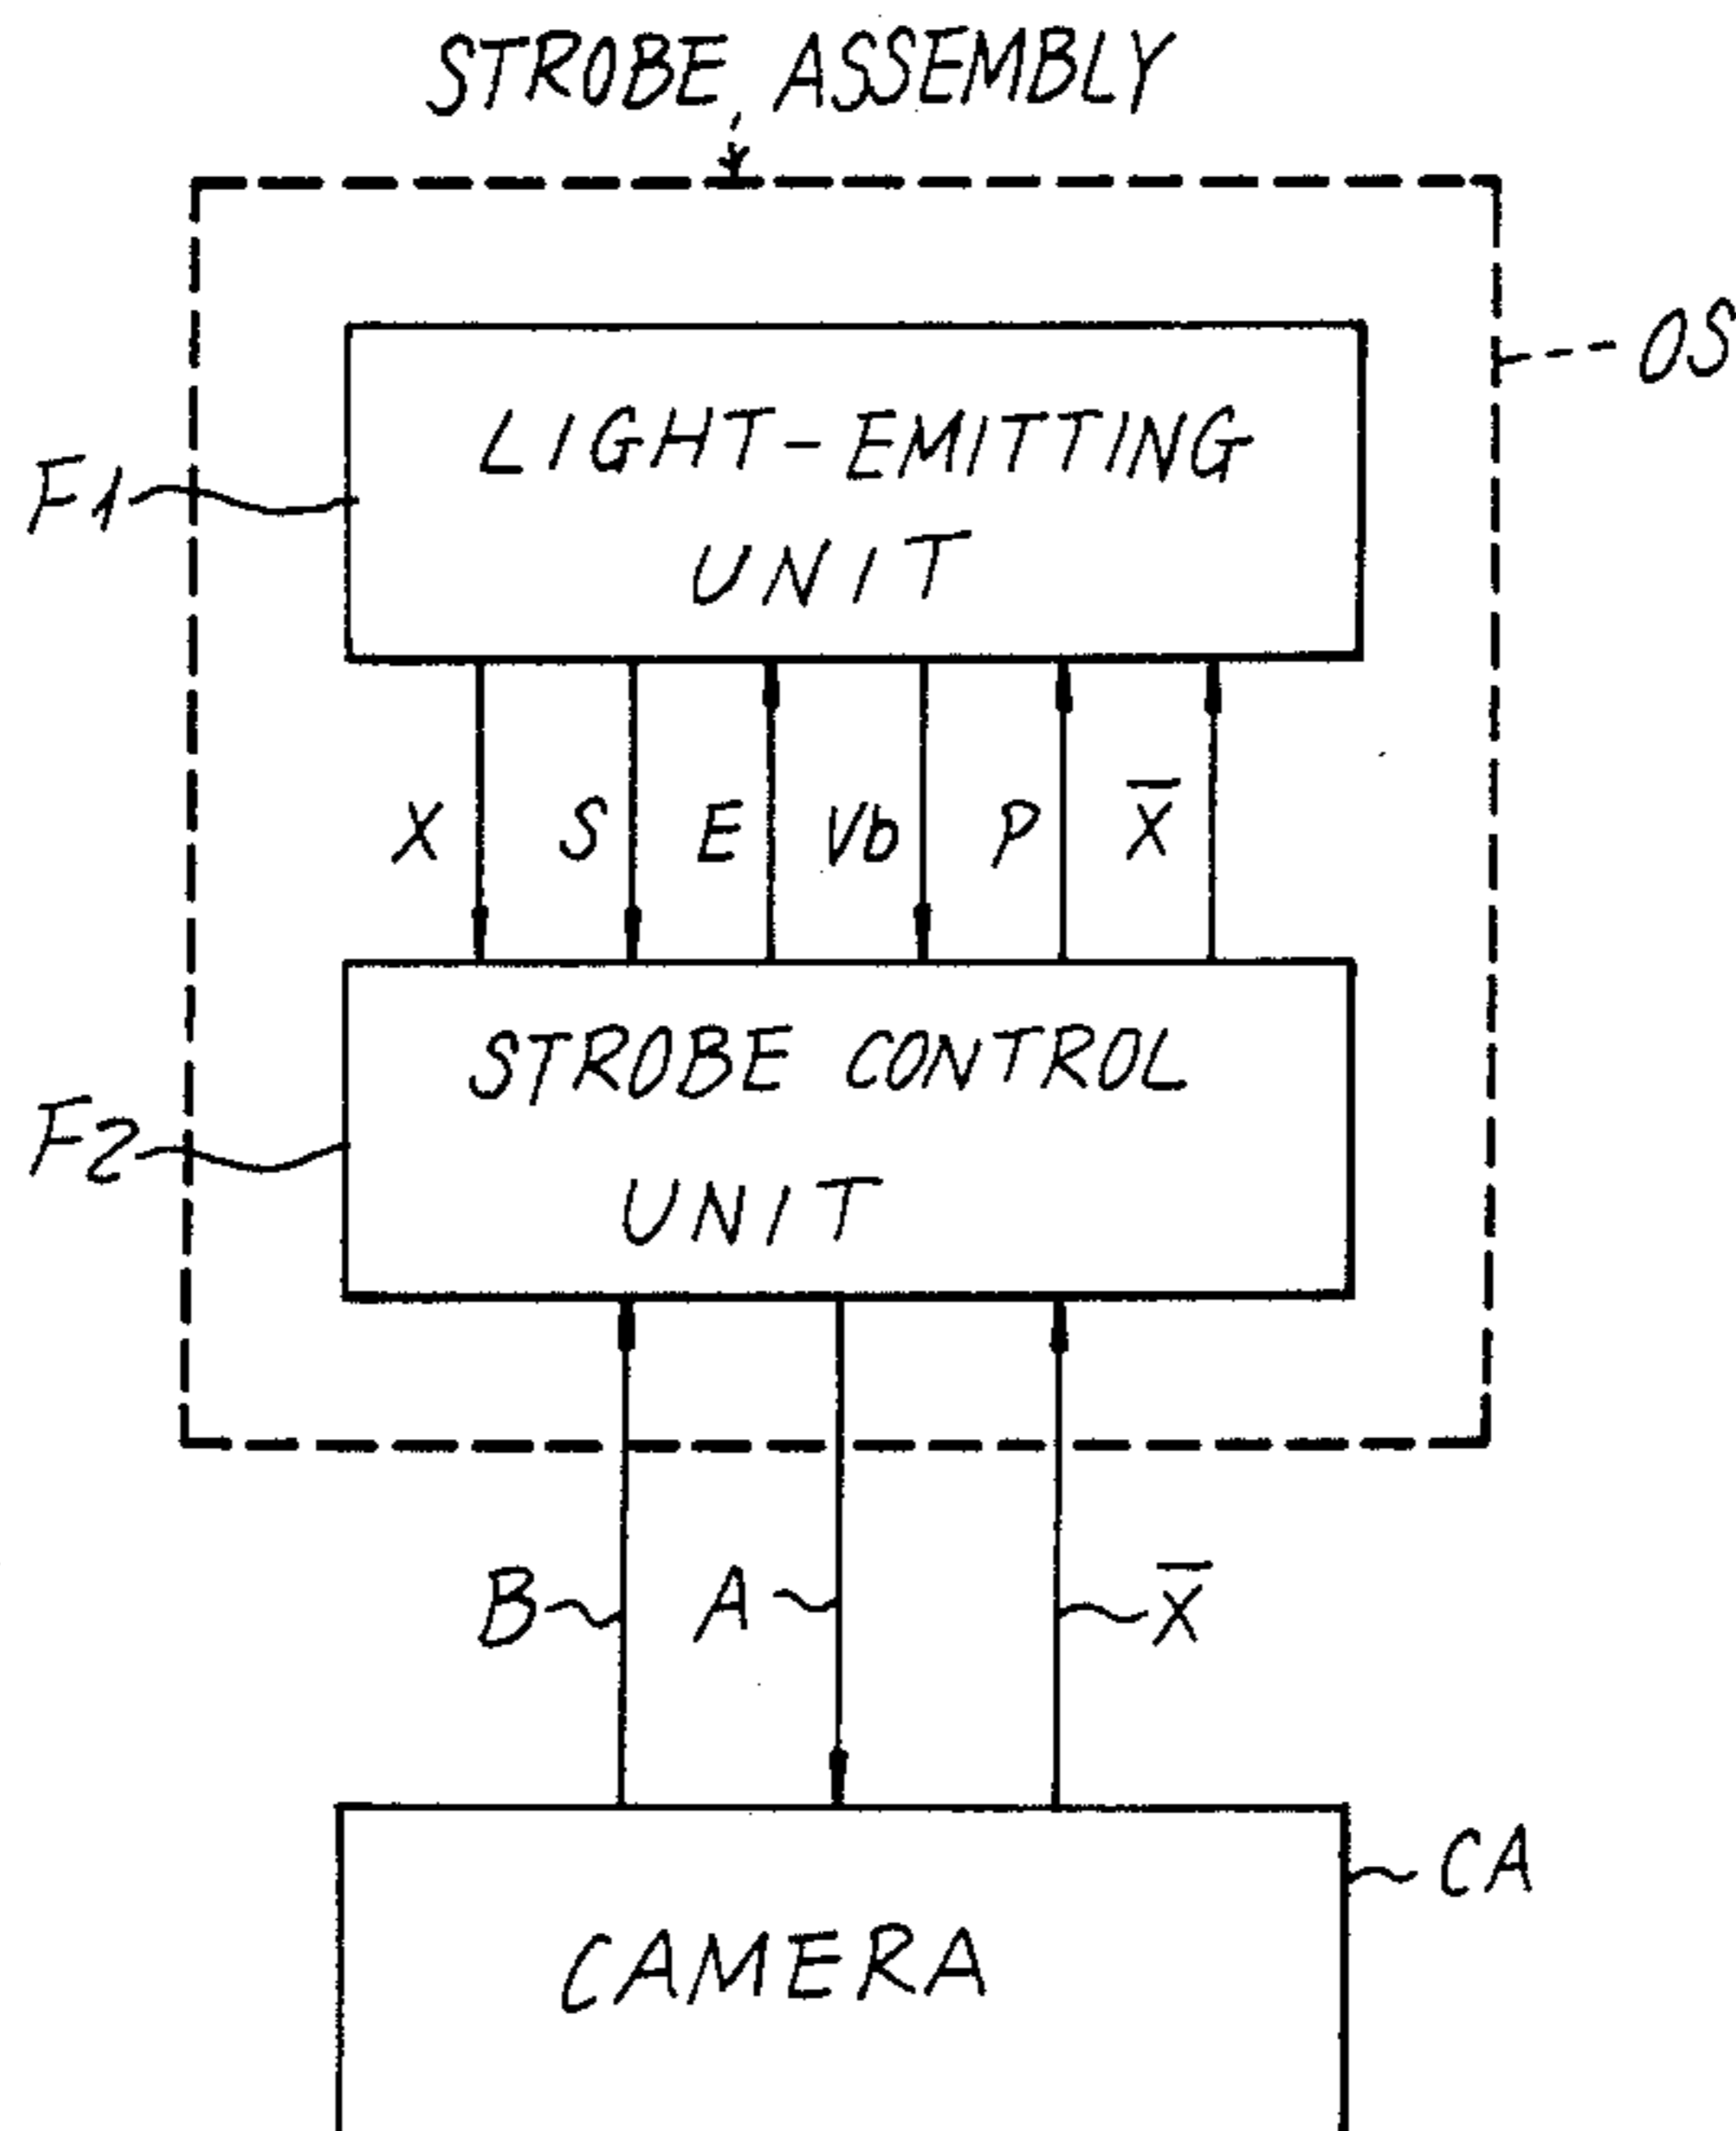 STROBE ASSEMBLY
OS
LIGHT-EMITTING
UNIT
F1
X S E Vb P X̅
STROBE CONTROL
UNIT
F2
B A X̅
CA
CAMERA